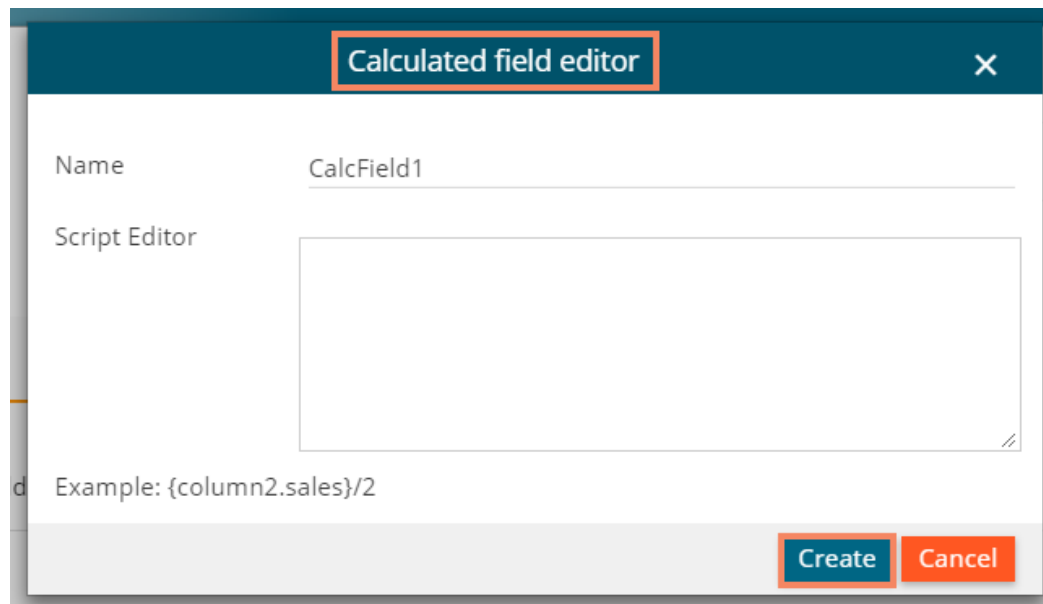 Calculated field editor
Name
CalcField1
Script Editor
d
Example: {column2.sales}/2
Create
Cancel